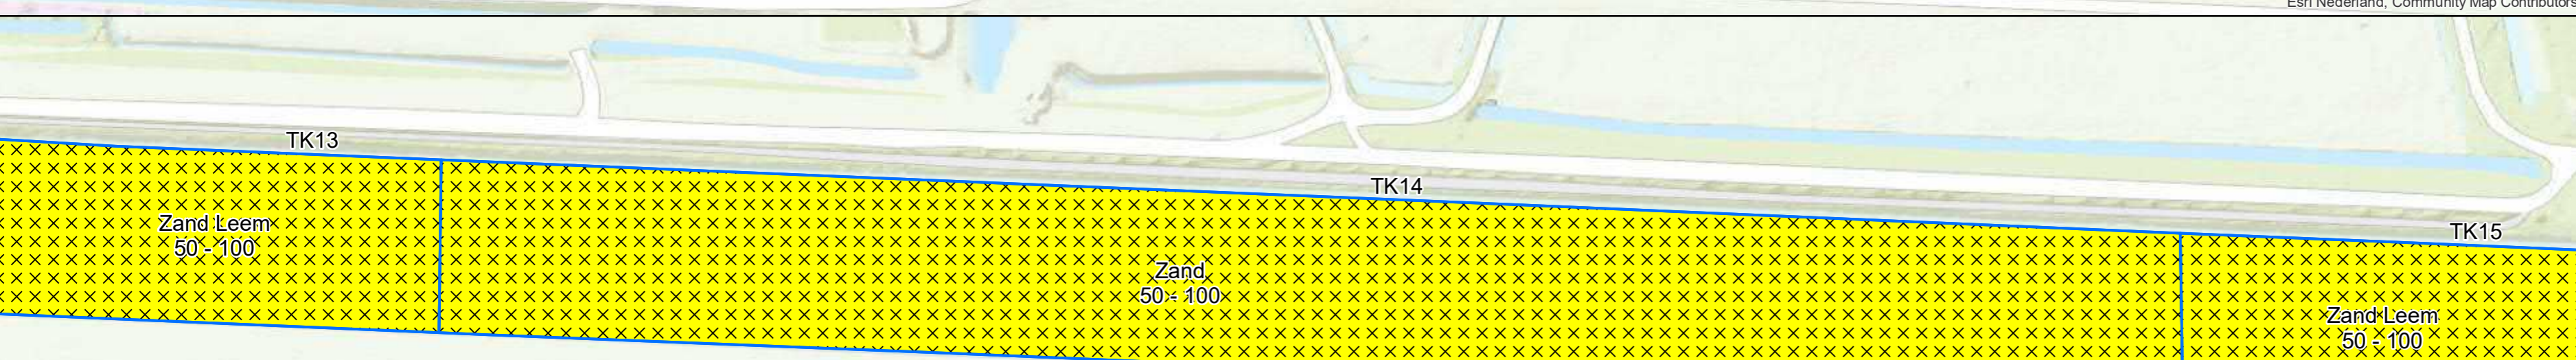 Esri Nederland, Community Map Contributors
TK13
TK14
TK15
Zand Leem
50 - 100
Zand
50 - 100
Zand Leem
50 - 100